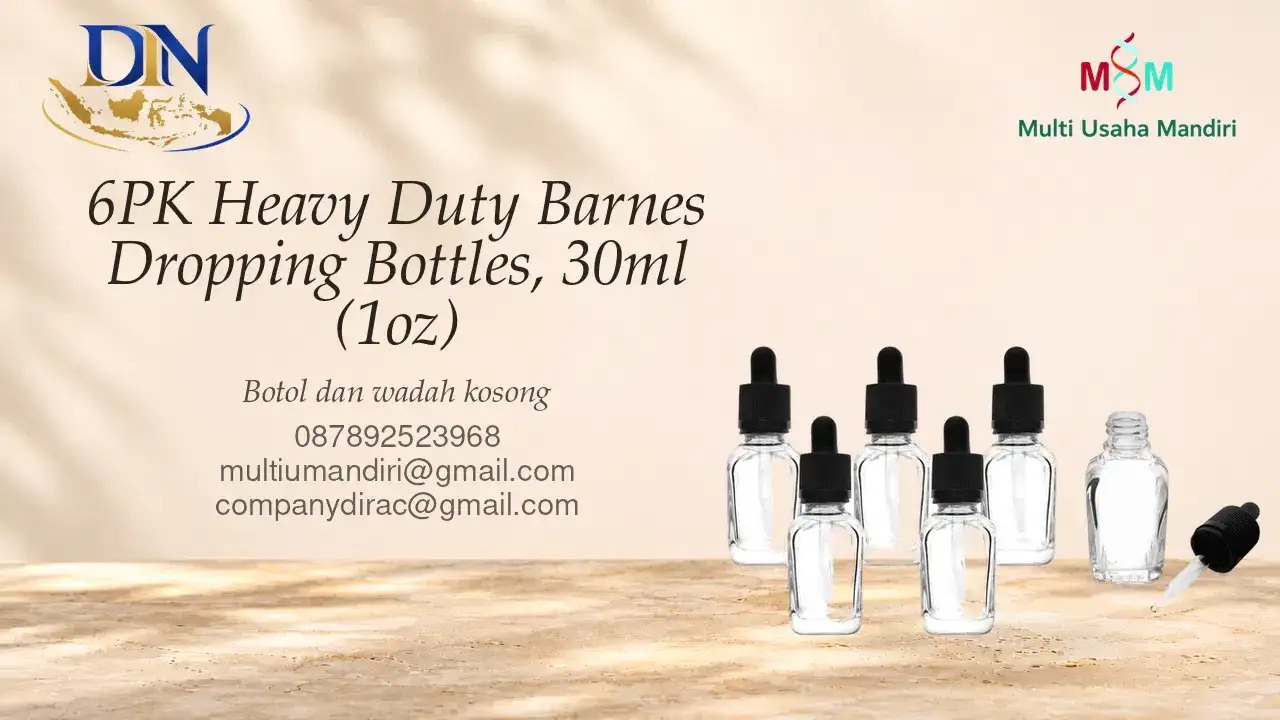 DIN
MSM
Multi Usaha Mandiri
6PK Heavy Duty Barnes
Dropping Bottles, 30ml
(1oz)
Botol dan wadah kosong
087892523968
multiumandiri@gmail.com
companydirac@gmail.com